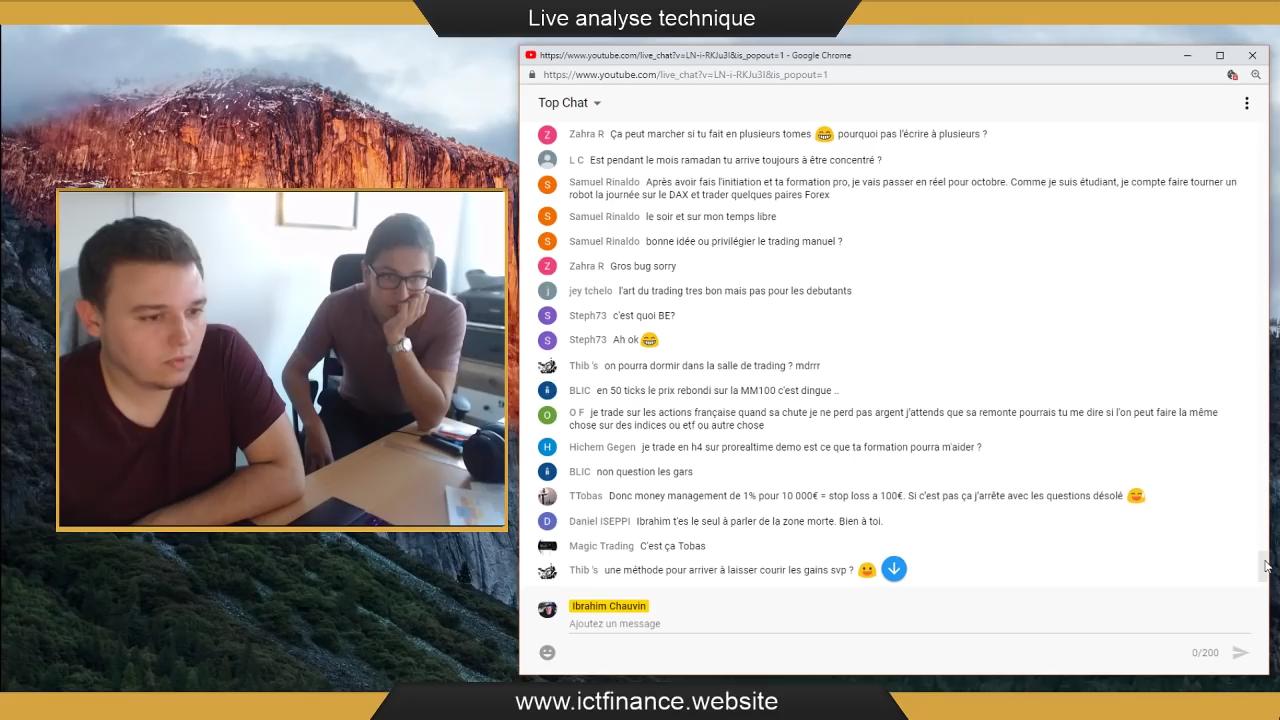 Live analyse technique
https://www.youtube.com/live_chat?v=LN-i-RKJu3I&is_popout=1 - Google Chrome
https://www.youtube.com/live_chat?v=LN-i-RKJu3I&is_popout=1
Top Chat
Z Zahra R Ça peut marcher si tu fait en plusieurs tomes 😁 pourquoi pas l'écrire à plusieurs ?
L C Est pendant le mois ramadan tu arrive toujours à être concentré ?
S Samuel Rinaldo Après avoir fais l'initiation et ta formation pro, je vais passer en réel pour octobre. Comme je suis étudiant, je compte faire tourner un
robot la journée sur le DAX et trader quelques paires Forex
S Samuel Rinaldo le soir et sur mon temps libre
S Samuel Rinaldo bonne idée ou privilégier le trading manuel ?
Z Zahra R Gros bug sorry
j jey tchelo l'art du trading tres bon mais pas pour les debutants
S Steph73 c'est quoi BE?
S Steph73 Ah ok 😁
Thib 's on pourra dormir dans la salle de trading ? mdrrr
BLIC en 50 ticks le prix rebondi sur la MM100 c'est dingue ..
O O F je trade sur les actions française quand sa chute je ne perd pas argent j'attends que sa remonte pourrais tu me dire si l'on peut faire la même
chose sur des indices ou etf ou autre chose
H Hichem Gegen je trade en h4 sur prorealtime demo est ce que ta formation pourra m'aider ?
BLIC non question les gars
TTobas Donc money management de 1% pour 10 000€ = stop loss a 100€. Si c'est pas ça j'arrête avec les questions désolé 😊
D Daniel ISEPPI Ibrahim t'es le seul à parler de la zone morte. Bien à toi.
Magic Trading C'est ça Tobas
Thib 's une méthode pour arriver à laisser courir les gains svp ? 😃
Ibrahim Chauvin
Ajoutez un message
0/200
www.ictfinance.website